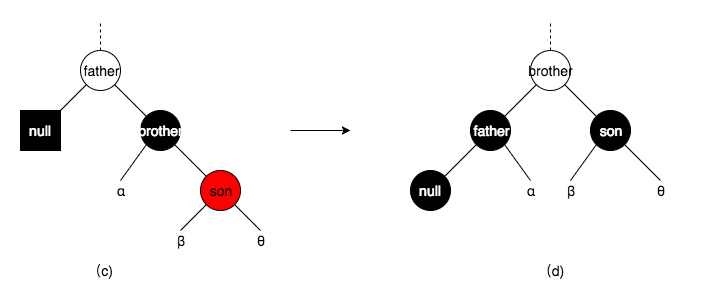 father
null
brother
α
son
β
θ
(c)
brother
father
son
null
α
β
θ
(d)